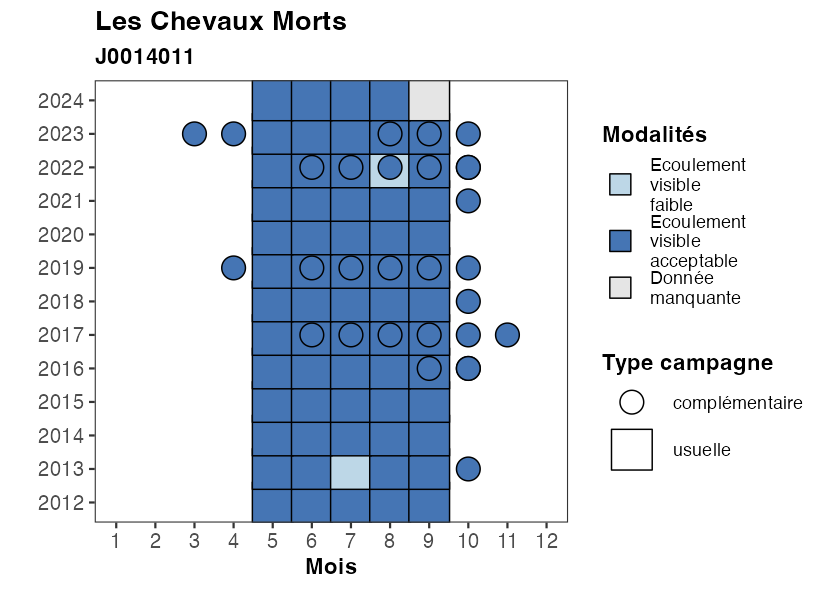 Les Chevaux Morts
J0014011
2024
2023
2022
2021
2020
2019
2018
2017
2016
2015
2014
2013
2012
1 2 3 4 5 6 7 8 9 10 11 12
Mois
Modalités
Ecoulement
visible
faible
Ecoulement
visible
acceptable
Donnée
manquante
Type campagne
complémentaire
usuelle